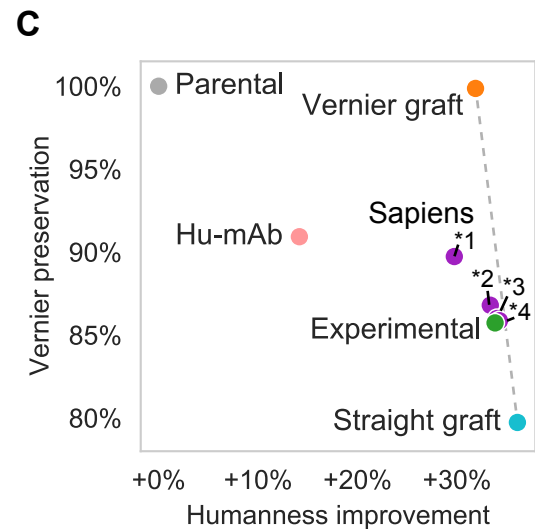 C
100%
Parental
Vernier graft
95%
Vernier preservation
Sapiens
*1
Hu-mAb
90%
*2
*3
*4
85%
Experimental
80%
Straight graft
+0%
+10%
+20%
+30%
Humanness improvement